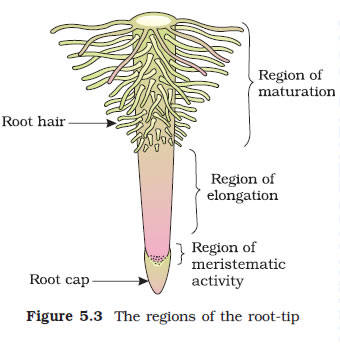 Region of
maturation
Root hair
Region of
elongation
Region of
meristematic
activity
Root cap
Figure 5.3 The regions of the root-tip